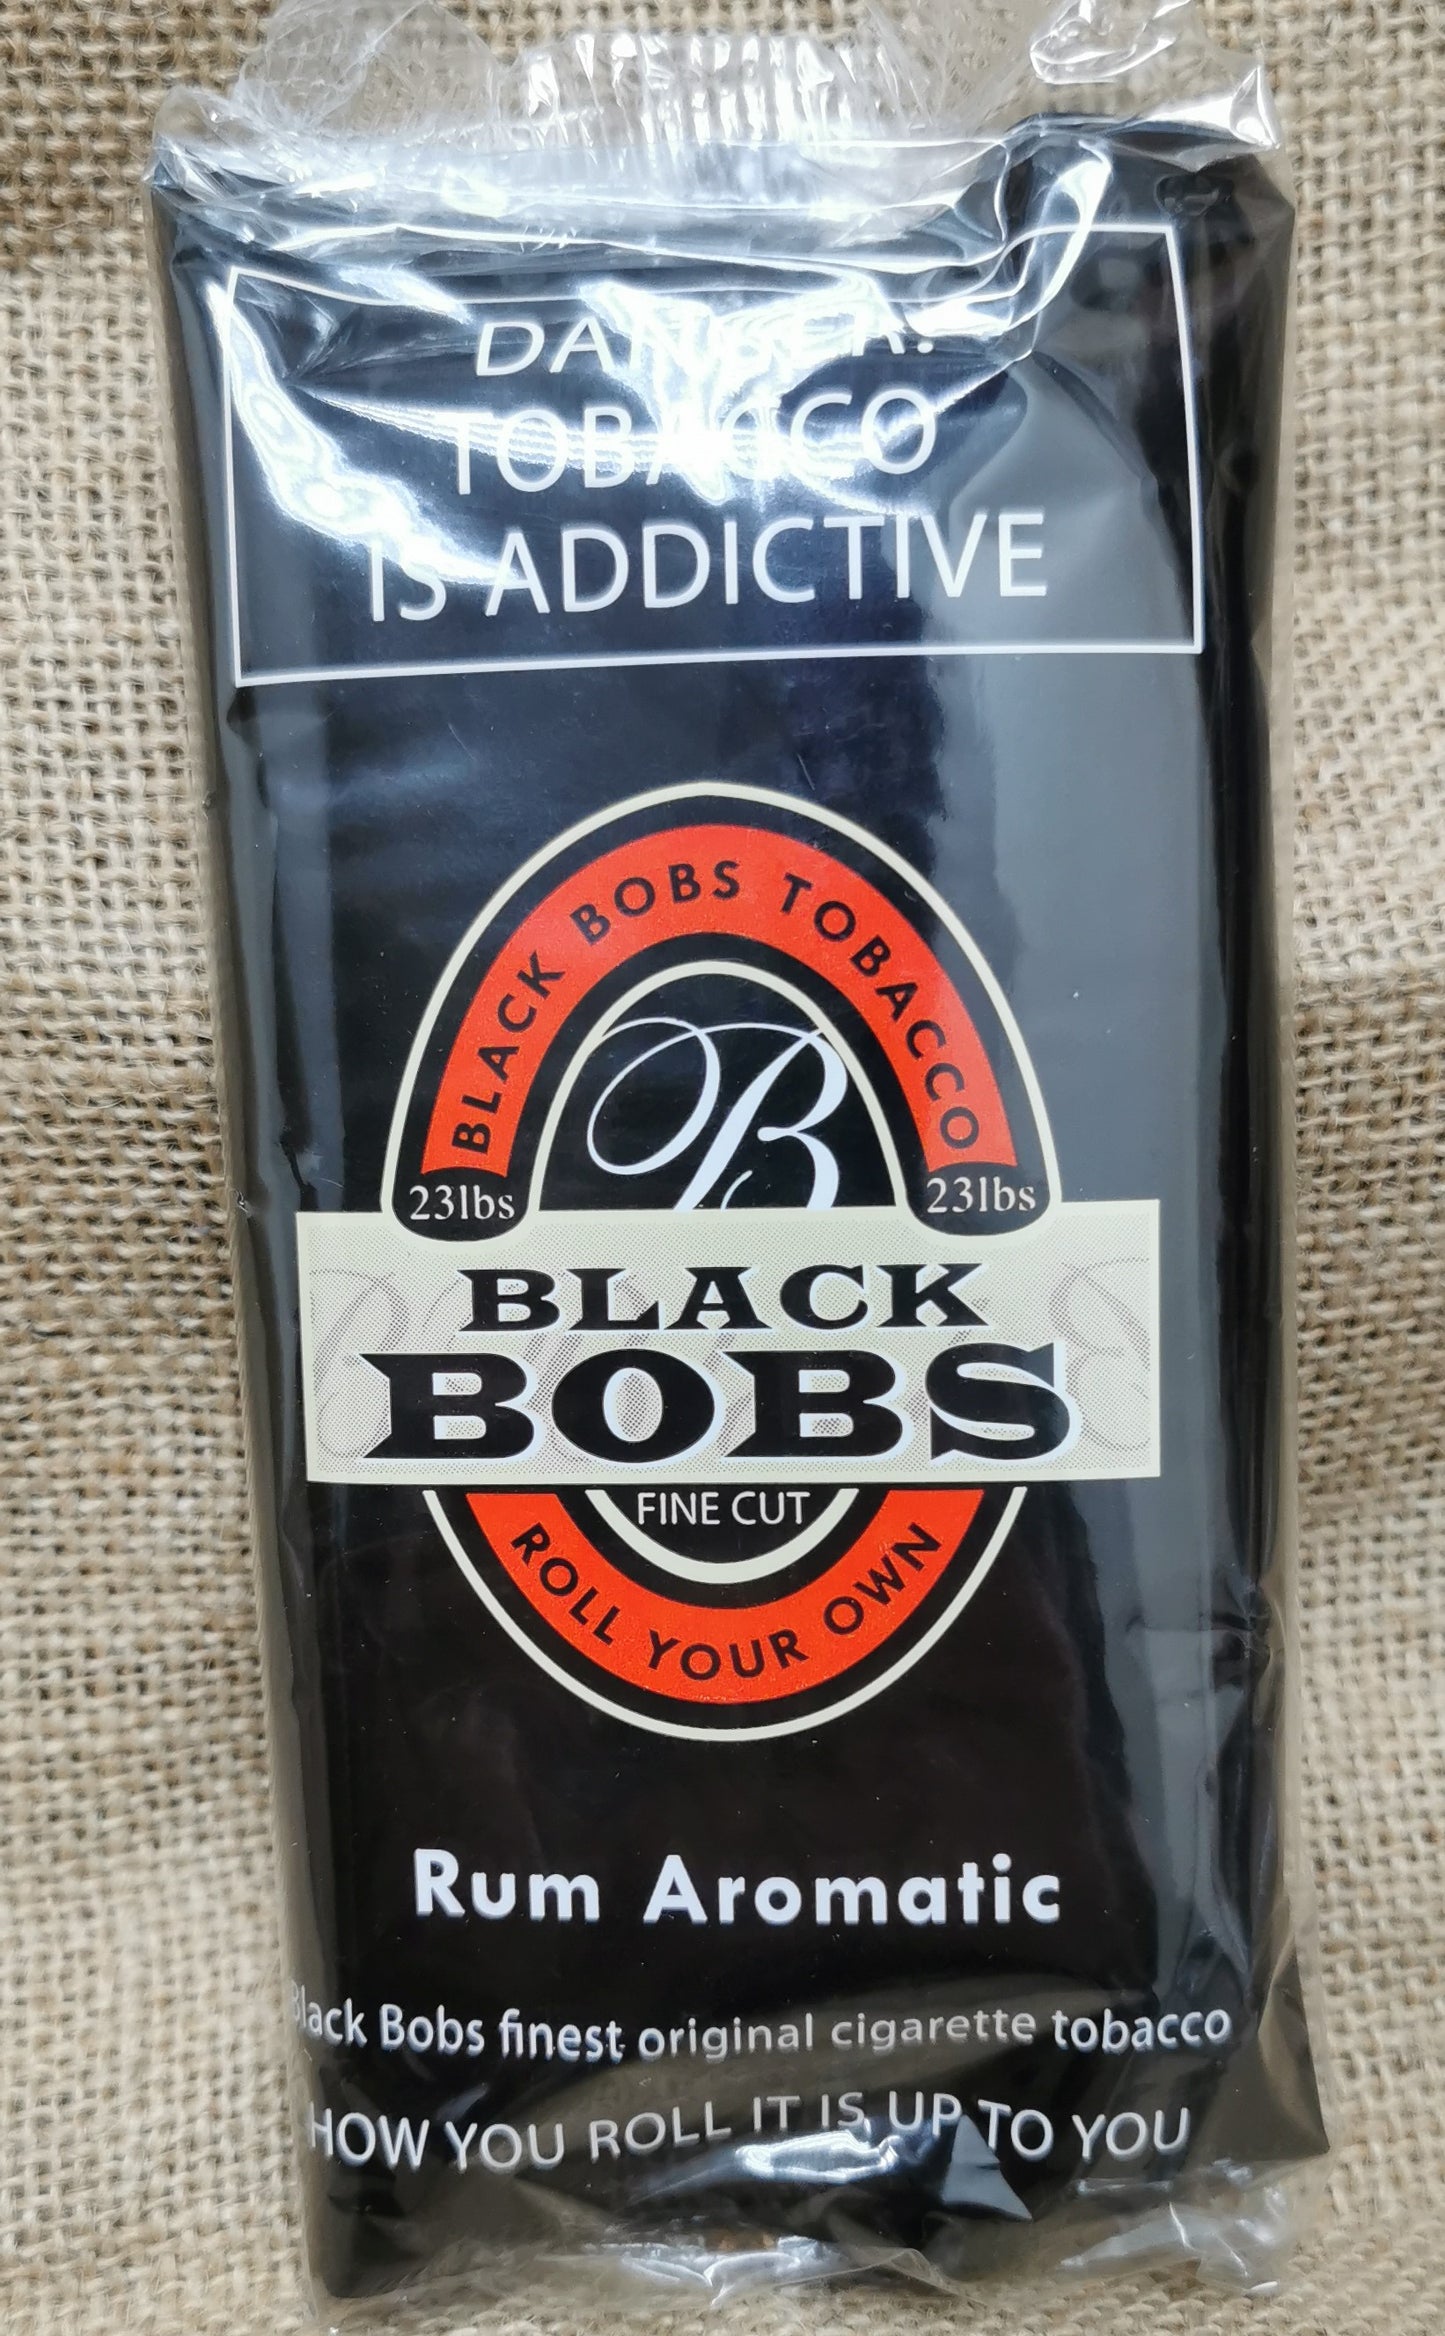 DANGER!
TOBACCO
IS ADDICTIVE
BLACK BOBS TOBACCO
B
23lbs 23lbs
BLACK
BOBS
FINE CUT
ROLL YOUR OWN
Rum Aromatic
Black Bobs finest original cigarette tobacco
HOW YOU ROLL IT IS UP TO YOU